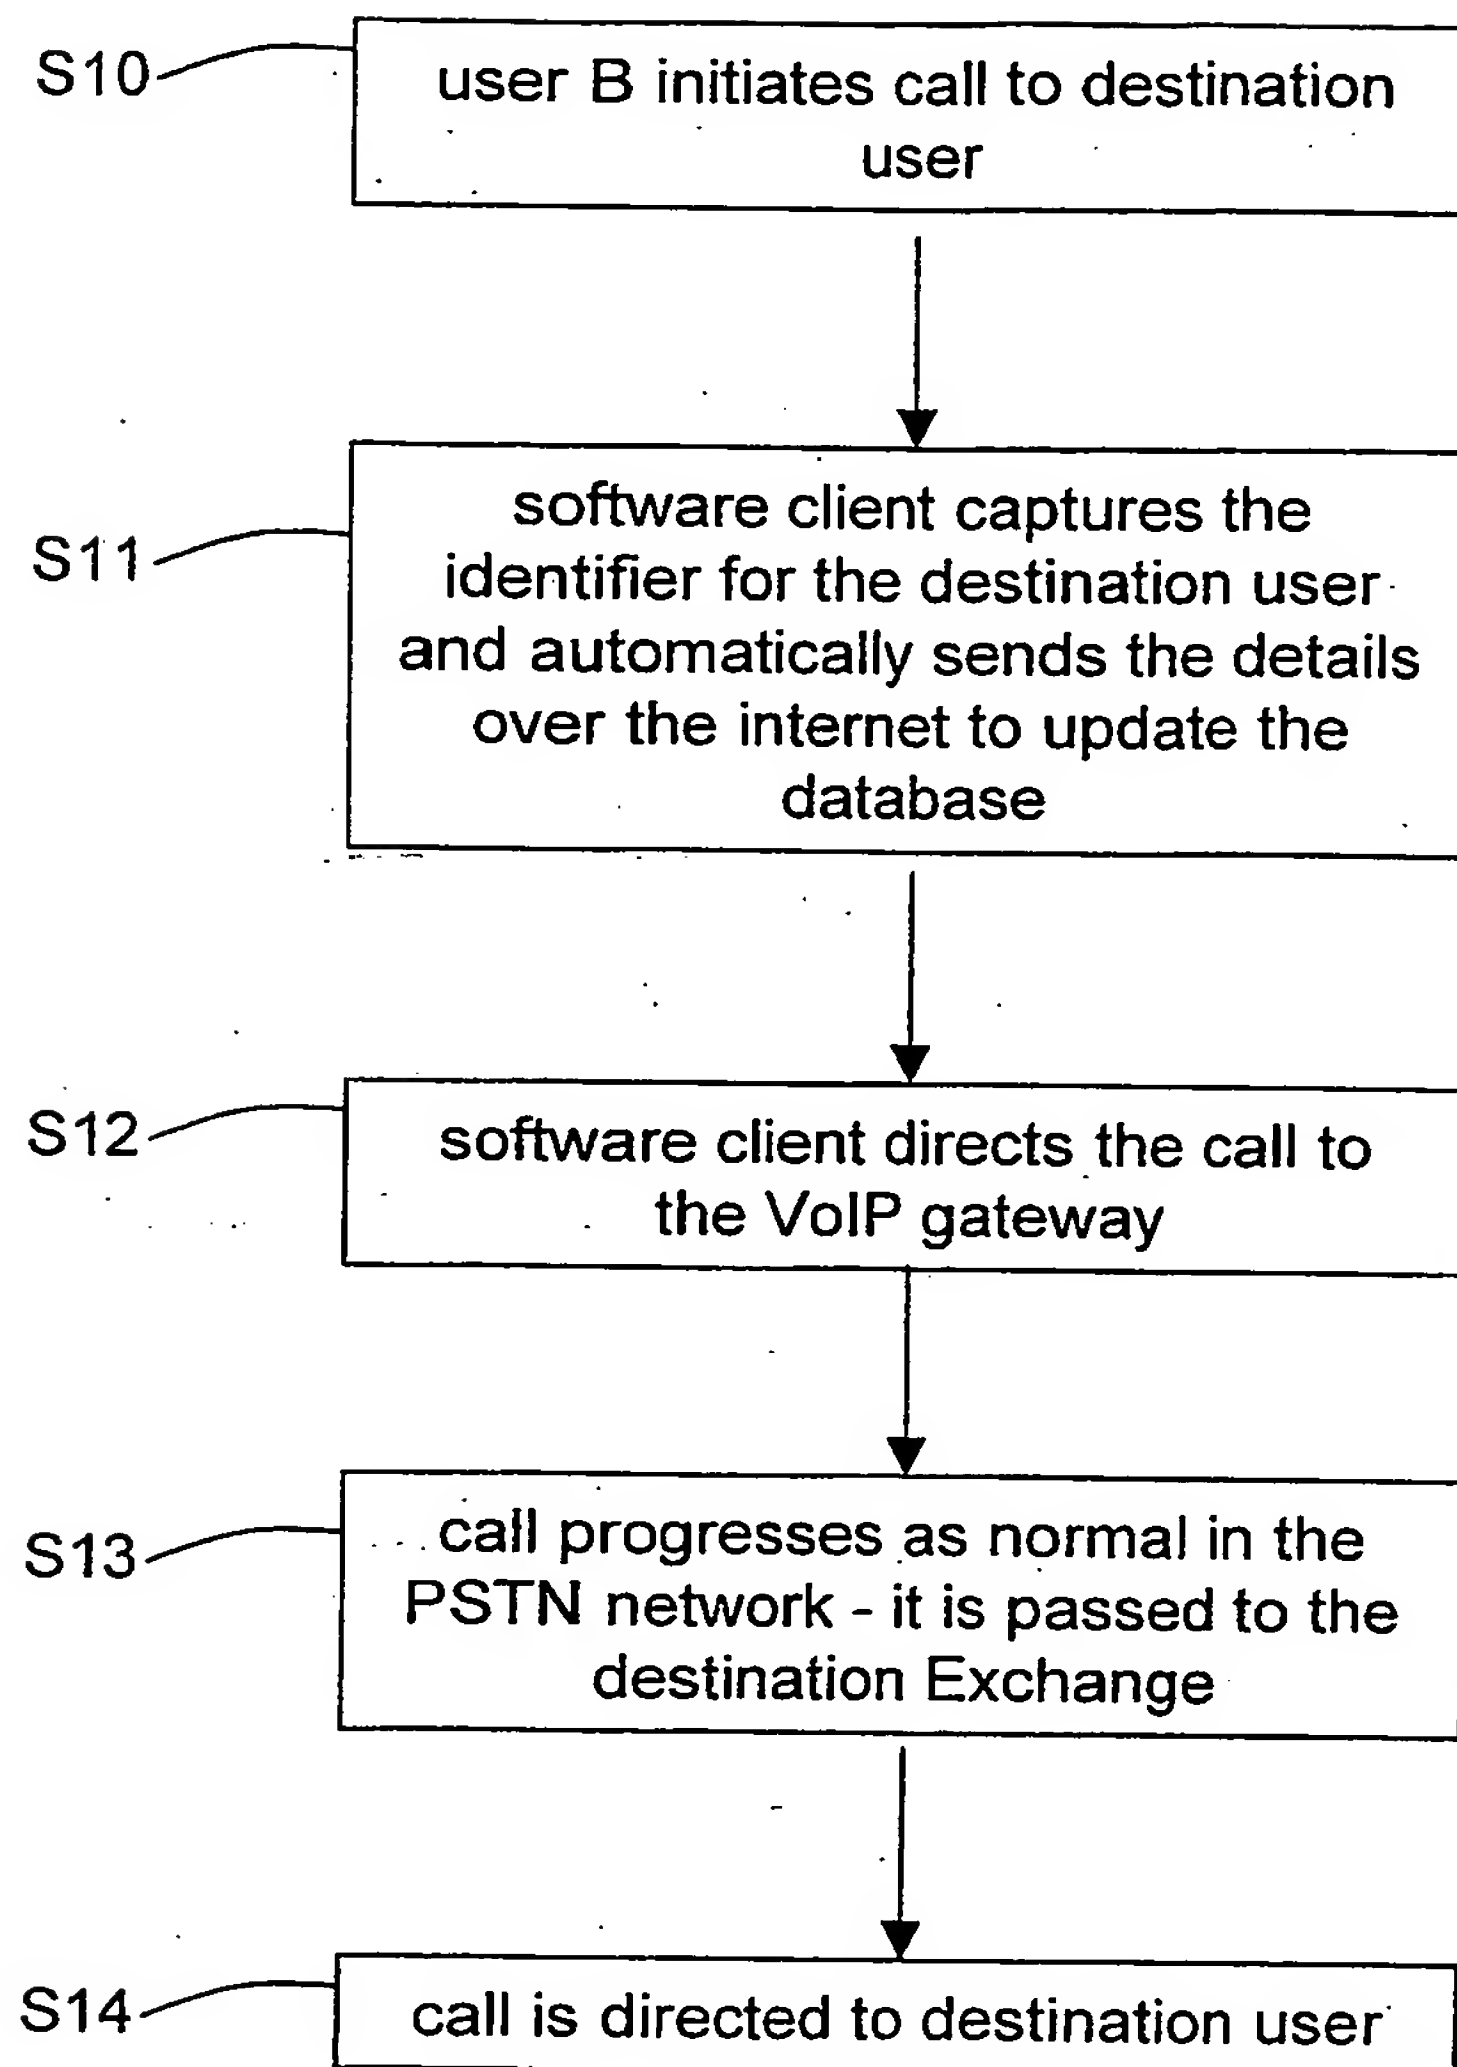 S10
user B initiates call to destination
user
S11
software client captures the
identifier for the destination user
and automatically sends the details
over the internet to update the
database
S12
software client directs the call to
the VoIP gateway
S13
call progresses as normal in the
PSTN network - it is passed to the
destination Exchange
S14
call is directed to destination user